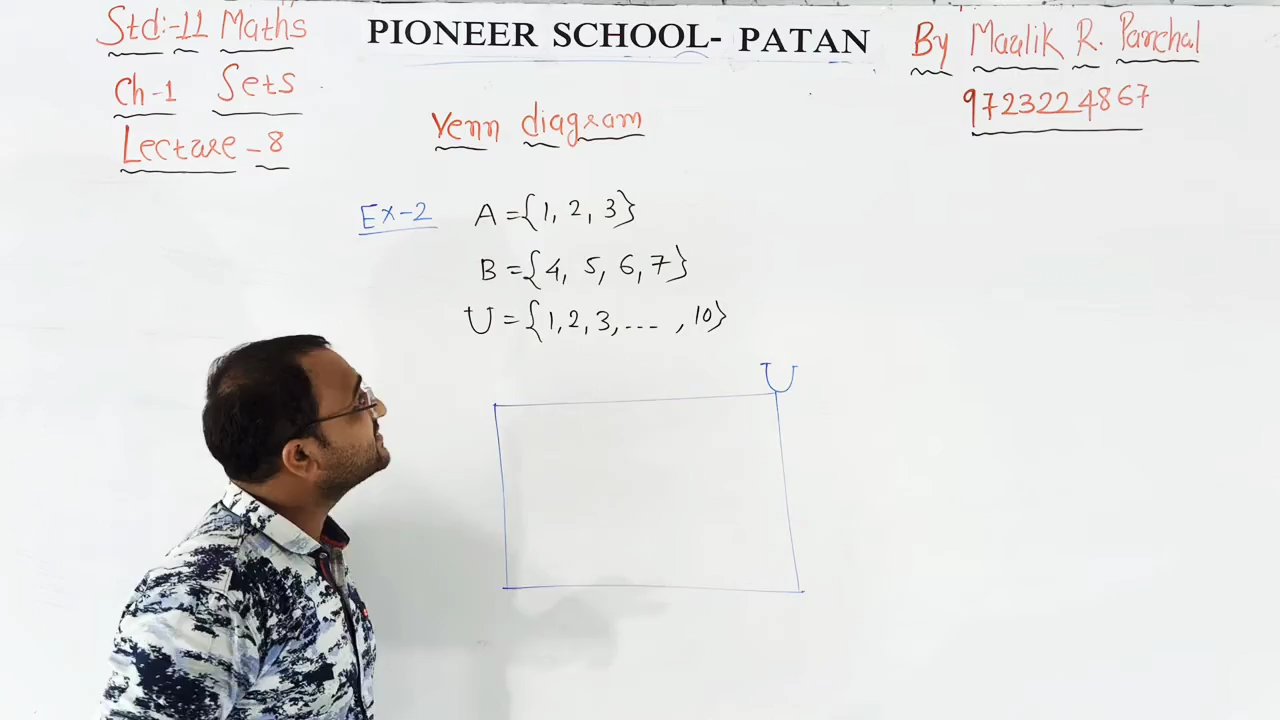 Std:-11 Maths
Ch-1 Sets
Lecture-8
PIONEER SCHOOL- PATAN
By Maulik R. Panchal
9723224867
Venn diagram
Ex-2 A={1, 2, 3}
B={4, 5, 6, 7}
U={1, 2, 3, ---- , 10}
U